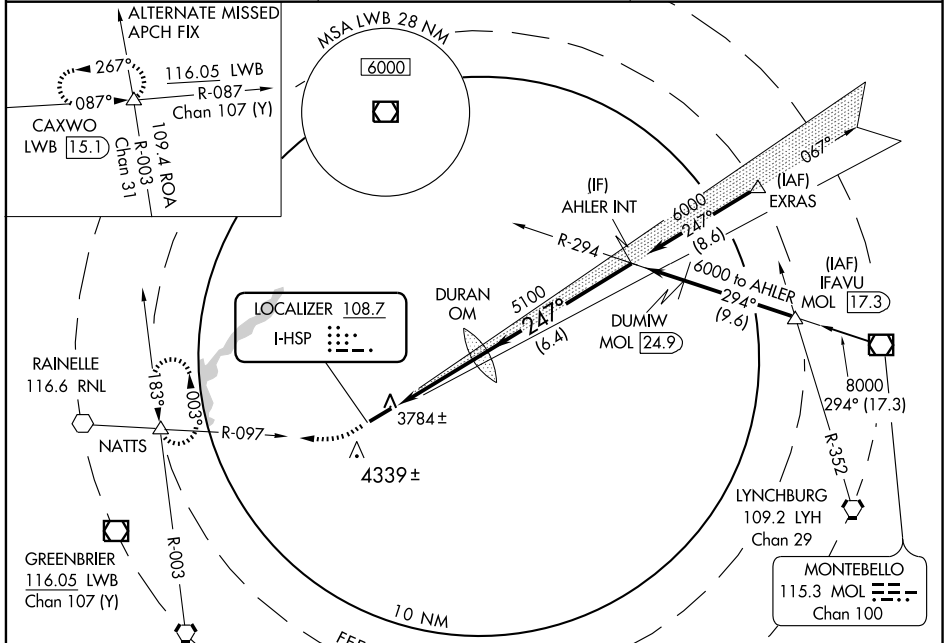 ALTERNATE MISSED
APCH FIX
267°
087°
116.05 LWB
R-087
Chan 107 (Y)
CAXWO
LWB 15.1
109.4 ROA
R-003
Chan 31
MSA LWB 28 NM
6000
067°
(IAF)
EXRAS
(IF)
AHLER INT
6000
247°
(8.6)
R-294
6000 to AHLER
294°
(9.6)
(IAF)
IFAVU
MOL 17.3
DURAN
OM
5100
247°
(6.4)
DUMIW
MOL 24.9
LOCALIZER 108.7
I-HSP
8000
294° (17.3)
RAINELLE
116.6 RNL
183°
003°
NATTS
R-097
3784 ±
4339 ±
R-352
LYNCHBURG
109.2 LYH
Chan 29
GREENBRIER
116.05 LWB
Chan 107 (Y)
R-003
MONTEBELLO
115.3 MOL
Chan 100
10 NM